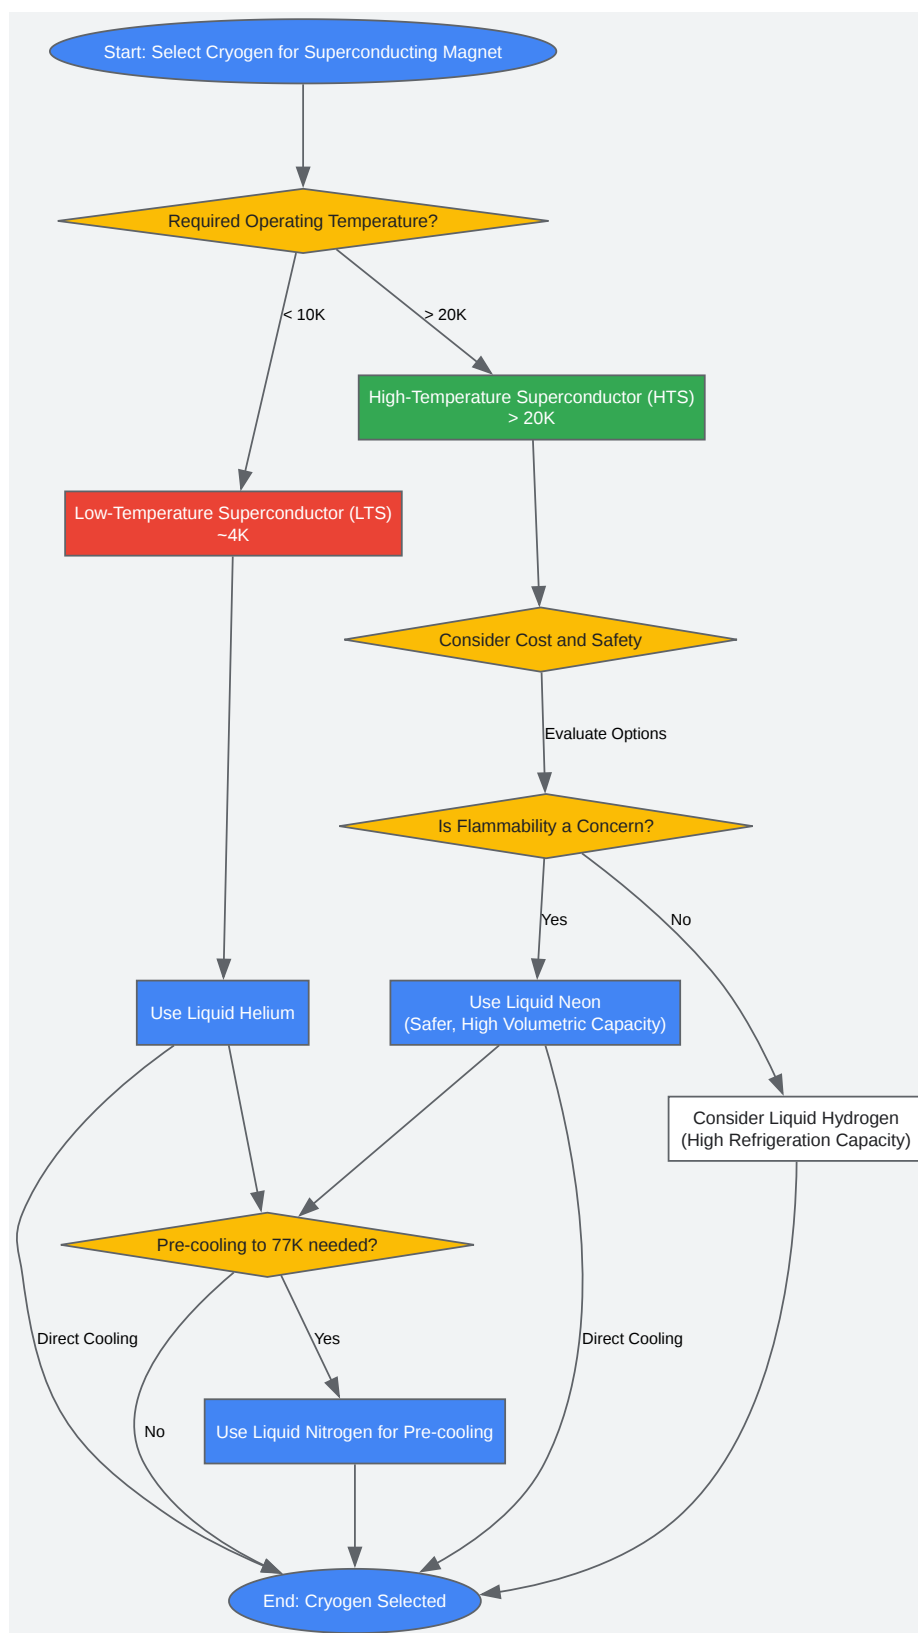 Start: Select Cryogen for Superconducting Magnet
Required Operating Temperature?
< 10K
> 20K
High-Temperature Superconductor (HTS)
> 20K
Low-Temperature Superconductor (LTS)
~4K
Consider Cost and Safety
Evaluate Options
Is Flammability a Concern?
Yes
No
Use Liquid Helium
Use Liquid Neon
(Safer, High Volumetric Capacity)
Consider Liquid Hydrogen
(High Refrigeration Capacity)
Pre-cooling to 77K needed?
Direct Cooling
Yes
Direct Cooling
No
Use Liquid Nitrogen for Pre-cooling
End: Cryogen Selected